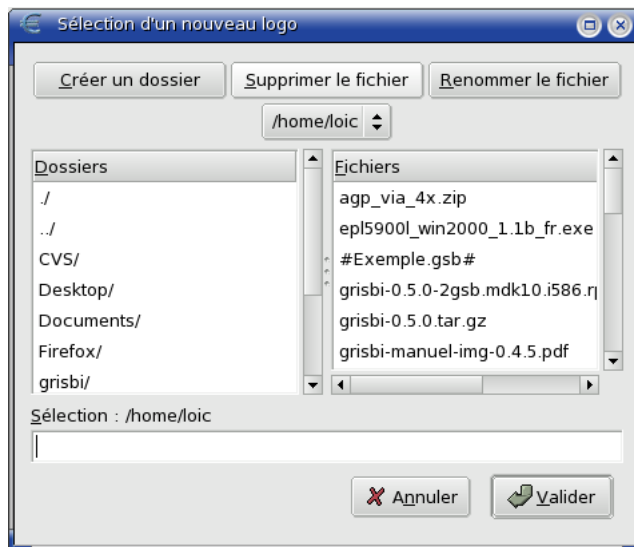 Sélection d'un nouveau logo
Créer un dossier
Supprimer le fichier
Renommer le fichier
/home/loic
Dossiers
./
../
CVS/
Desktop/
Documents/
Firefox/
grisbi/
Fichiers
agp_via_4x.zip
epl5900l_win2000_1.1b_fr.exe
#Exemple.gsb#
grisbi-0.5.0-2gsb.mdk10.i586.r
grisbi-0.5.0.tar.gz
grisbi-manuel-img-0.4.5.pdf
Sélection : /home/loic
Annuler
Valider